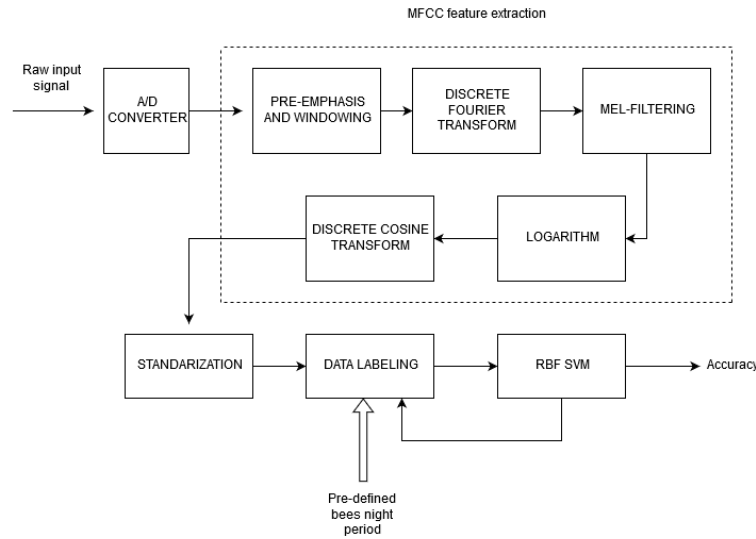 MFCC feature extraction
Raw input
signal
A/D
CONVERTER
PRE-EMPHASIS
AND WINDOWING
DISCRETE
FOURIER
TRANSFORM
MEL-FILTERING
DISCRETE COSINE
TRANSFORM
LOGARITHM
STANDARIZATION
DATA LABELING
RBF SVM
Accuracy
Pre-defined
bees night
period